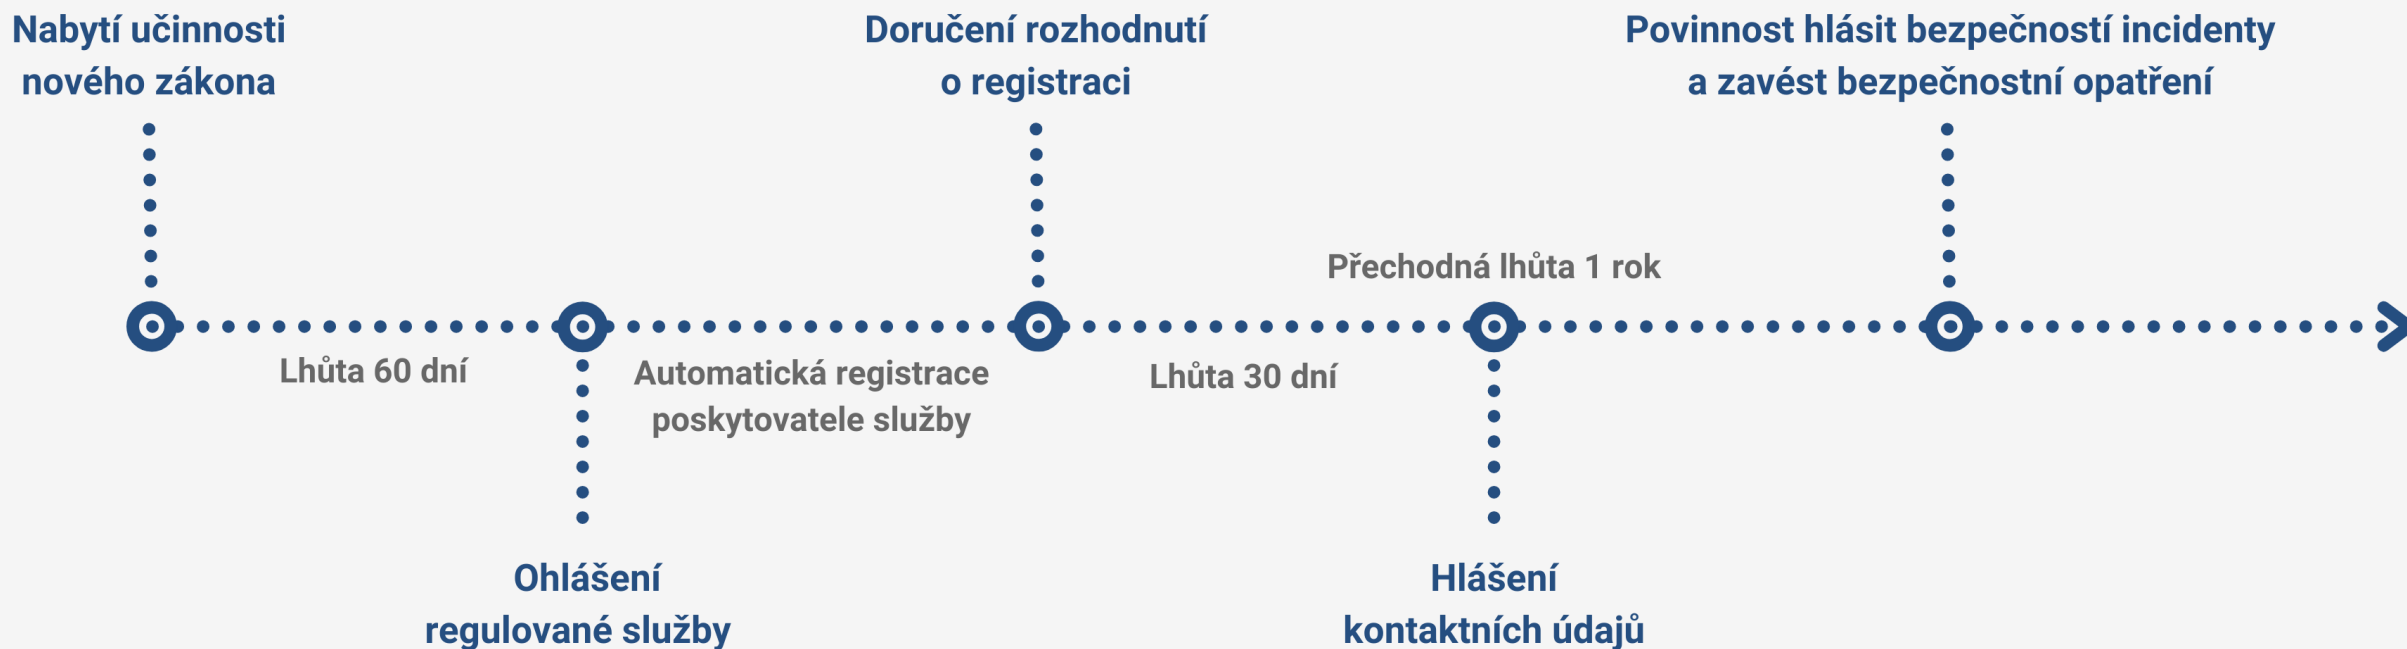 Nabytí učinnosti
nového zákona
Doručení rozhodnutí
o registraci
Povinnost hlásit bezpečností incidenty
a zavést bezpečnostní opatření
Přechodná lhůta 1 rok
Lhůta 60 dní
Automatická registrace
poskytovatele služby
Lhůta 30 dní
Ohlášení
regulované služby
Hlášení
kontaktních údajů